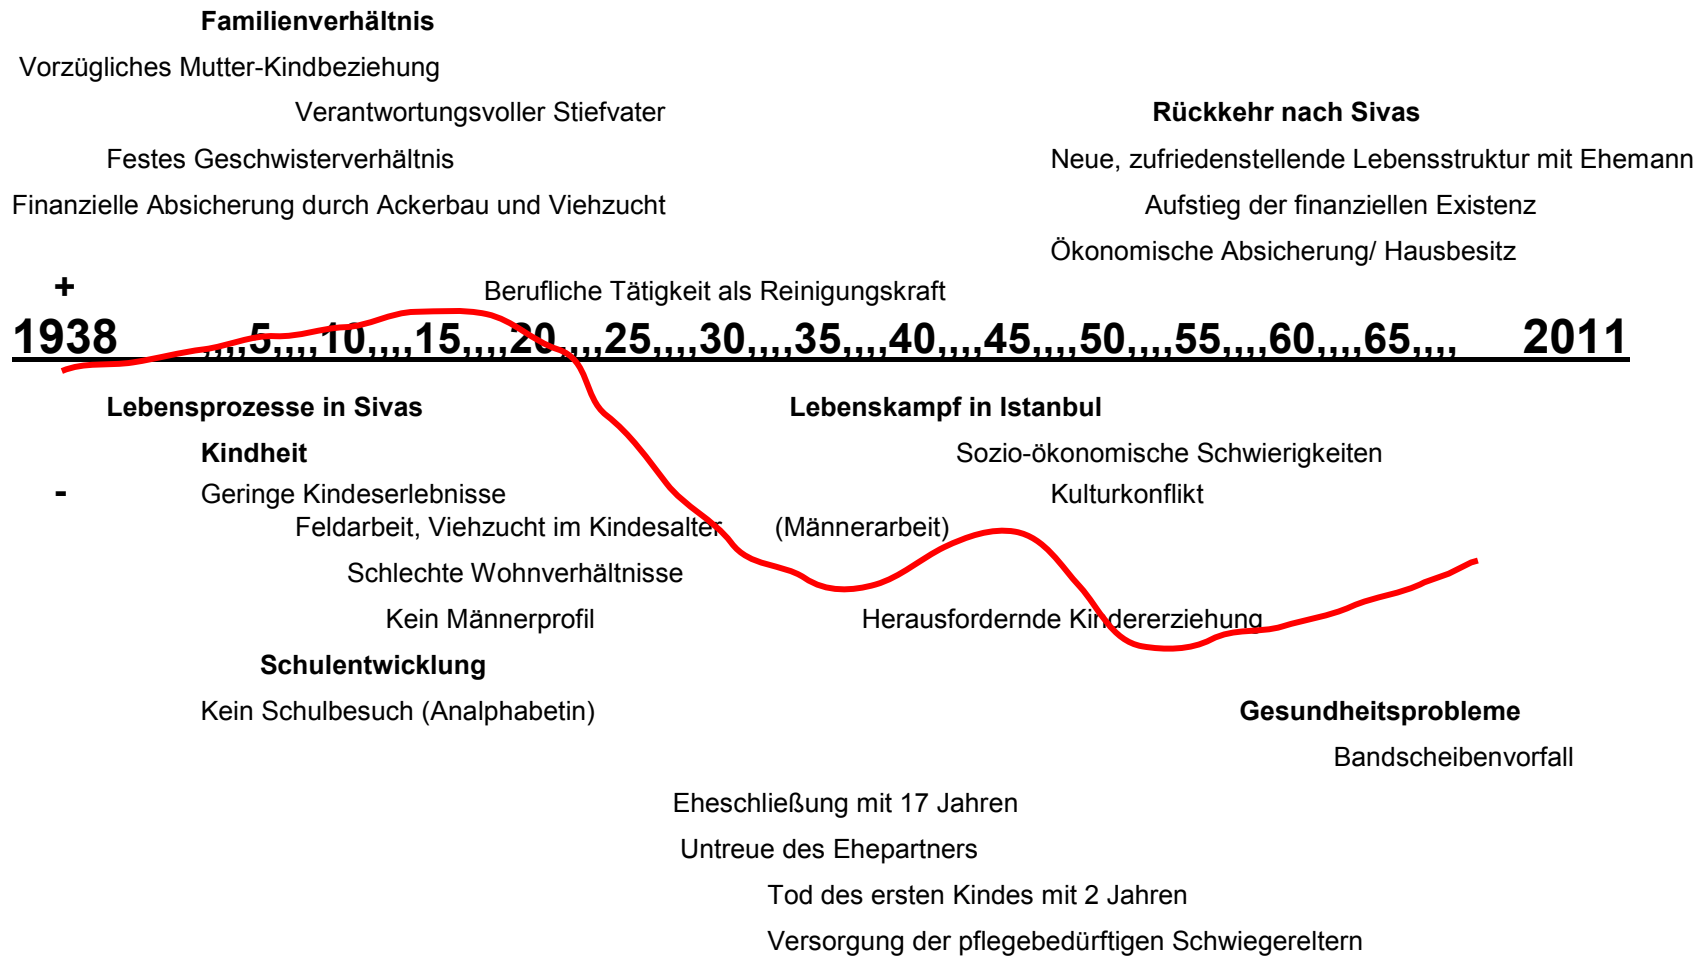 Familienverhältnis
Vorzügliches Mutter-Kindbeziehung
Verantwortungsvoller Stiefvater
Rückkehr nach Sivas
Festes Geschwisterverhältnis
Neue, zufriedenstellende Lebensstruktur mit Ehemann
Finanzielle Absicherung durch Ackerbau und Viehzucht
Aufstieg der finanziellen Existenz
Ökonomische Absicherung/ Hausbesitz
+
Berufliche Tätigkeit als Reinigungskraft
1938 ,,,,5,,,,10,,,,15,,,,20,,,,25,,,,30,,,,35,,,,40,,,,45,,,,50,,,,55,,,,60,,,,65,,,, 2011
Lebensprozesse in Sivas
Lebenskampf in Istanbul
Kindheit
Sozio-ökonomische Schwierigkeiten
-
Geringe Kindeserlebnisse
Kulturkonflikt
Feldarbeit, Viehzucht im Kindesalter (Männerarbeit)
Schlechte Wohnverhältnisse
Kein Männerprofil
Herausfordernde Kindererziehung
Schulentwicklung
Kein Schulbesuch (Analphabetin)
Gesundheitsprobleme
Bandscheibenvorfall
Eheschließung mit 17 Jahren
Untreue des Ehepartners
Tod des ersten Kindes mit 2 Jahren
Versorgung der pflegebedürftigen Schwiegereltern